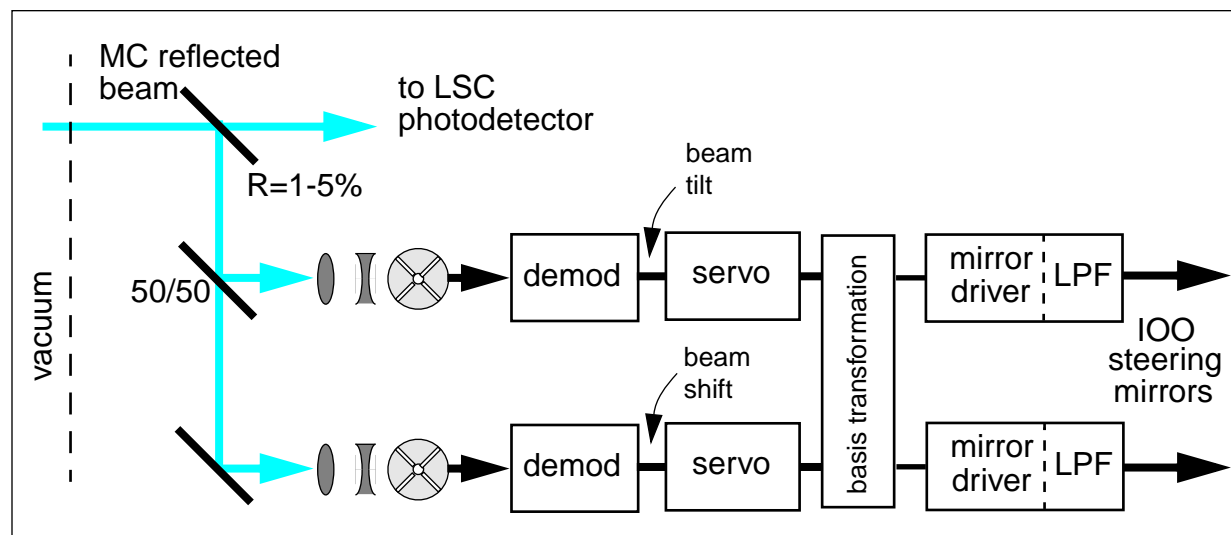 MC reflected
beam
to LSC
photodetector
R=1-5%
beam
tilt
50/50
demod
servo
basis transformation
mirror
driver
LPF
vacuum
IOO
steering
mirrors
beam
shift
demod
servo
mirror
driver
LPF